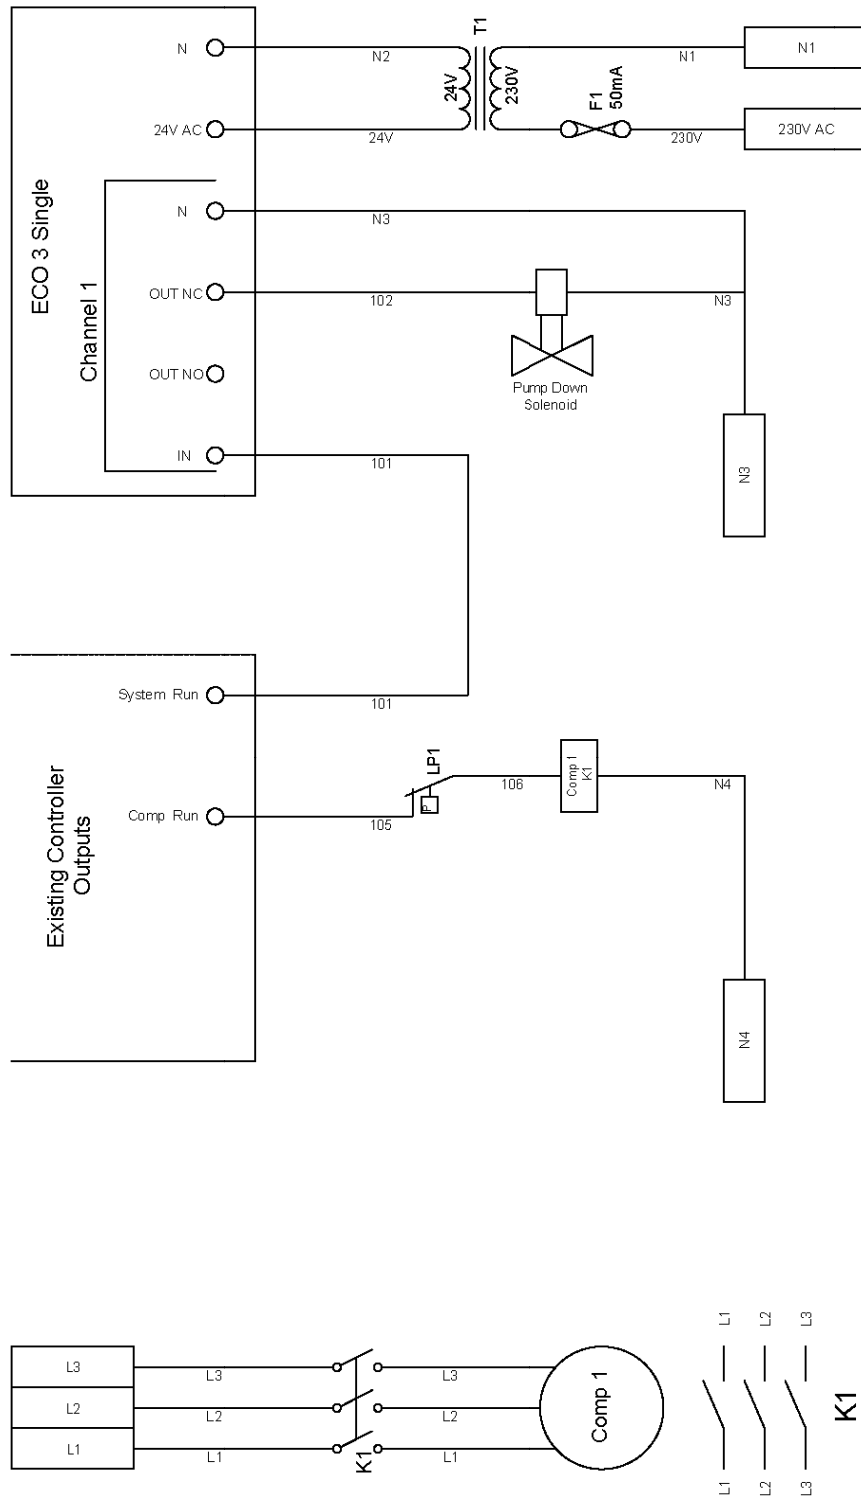 N
N2
T1
24V
230V
N1
N1
F1
50mA
24V AC
24V
230V
230V AC
ECO 3 Single
Channel 1
N
N3
OUT NC
102
N3
OUT NO
Pump Down
Solenoid
IN
101
N3
System Run
101
Existing Controller
Outputs
Comp Run
105
LP1
P
106
Comp 1
K1
N4
N4
L3
L3
L3
L2
L2
L2
L1
L1
K1
L1
Comp 1
L1
L2
L3
L1
L2
L3
K1